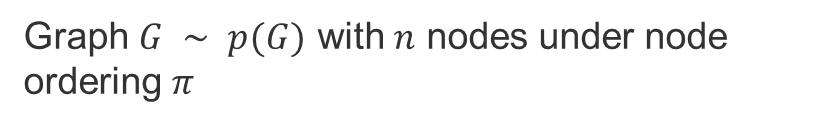 Graph 𝐺 ~ 𝑝(𝐺) with 𝑛 nodes under node
ordering 𝜋